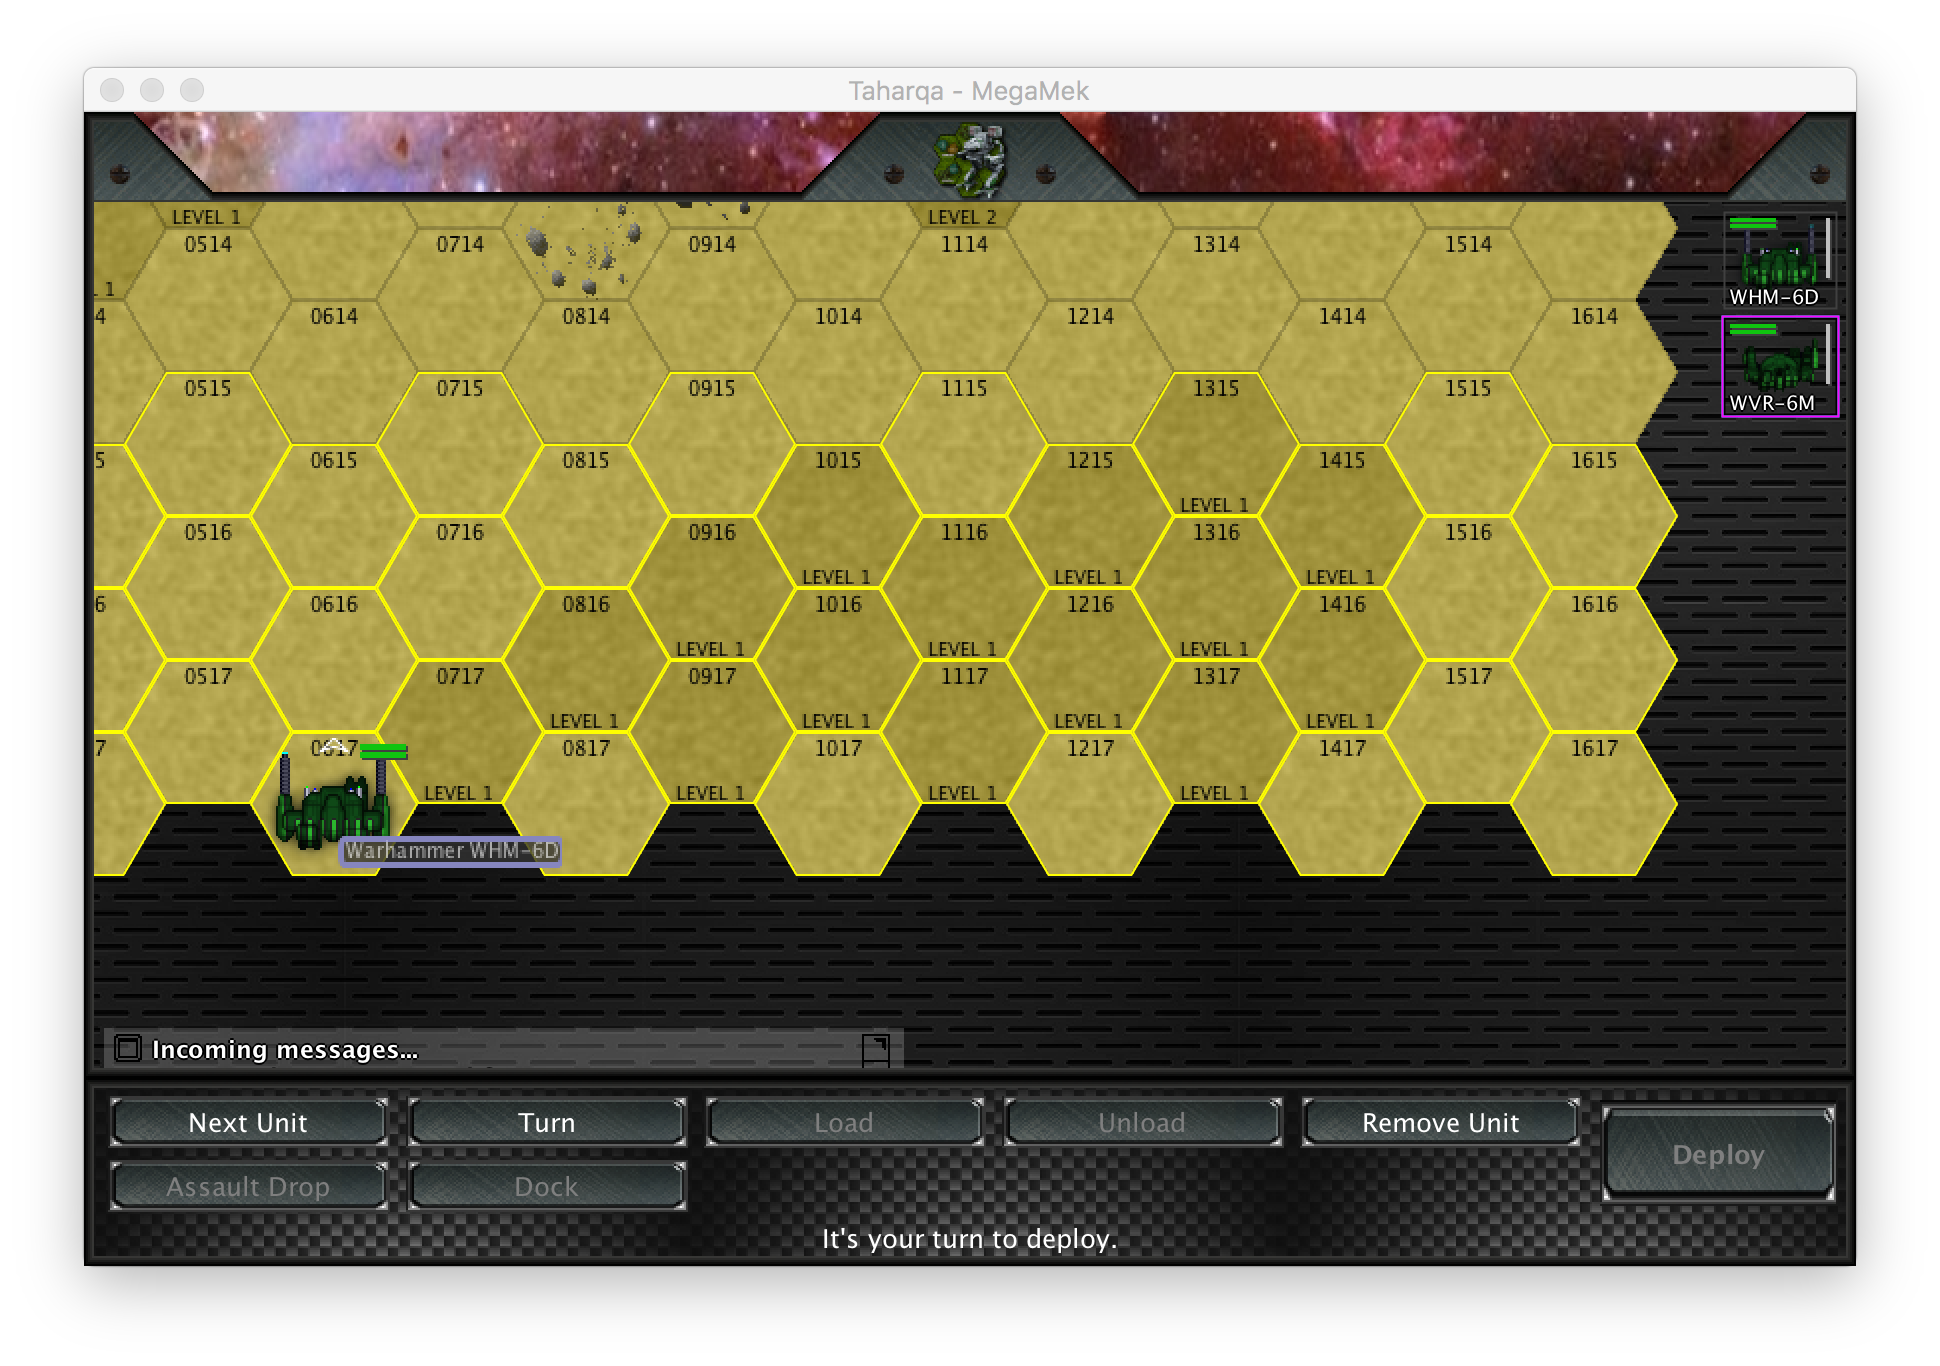 Taharqa - MegaMek
LEVEL 1
LEVEL 2
0514
0714
0914
1114
1314
1514
WHM-6D
1
4
0614
0814
1014
1214
1414
1614
WVR-6M
0515
0715
0915
1115
1315
1515
5
0615
0815
1015
1215
1415
1615
LEVEL 1
0516
0716
0916
1116
1316
1516
LEVEL 1
LEVEL 1
LEVEL 1
6
0616
0816
1016
1216
1416
1616
LEVEL 1
LEVEL 1
LEVEL 1
0517
0717
0917
1117
1317
1517
LEVEL 1
LEVEL 1
LEVEL 1
LEVEL 1
7
0817
1017
1217
1417
1617
LEVEL 1
LEVEL 1
LEVEL 1
LEVEL 1
Warhammer WHM-6D
Incoming messages...
Next Unit
Turn
Load
Unload
Remove Unit
Deploy
Assault Drop
Dock
It's your turn to deploy.